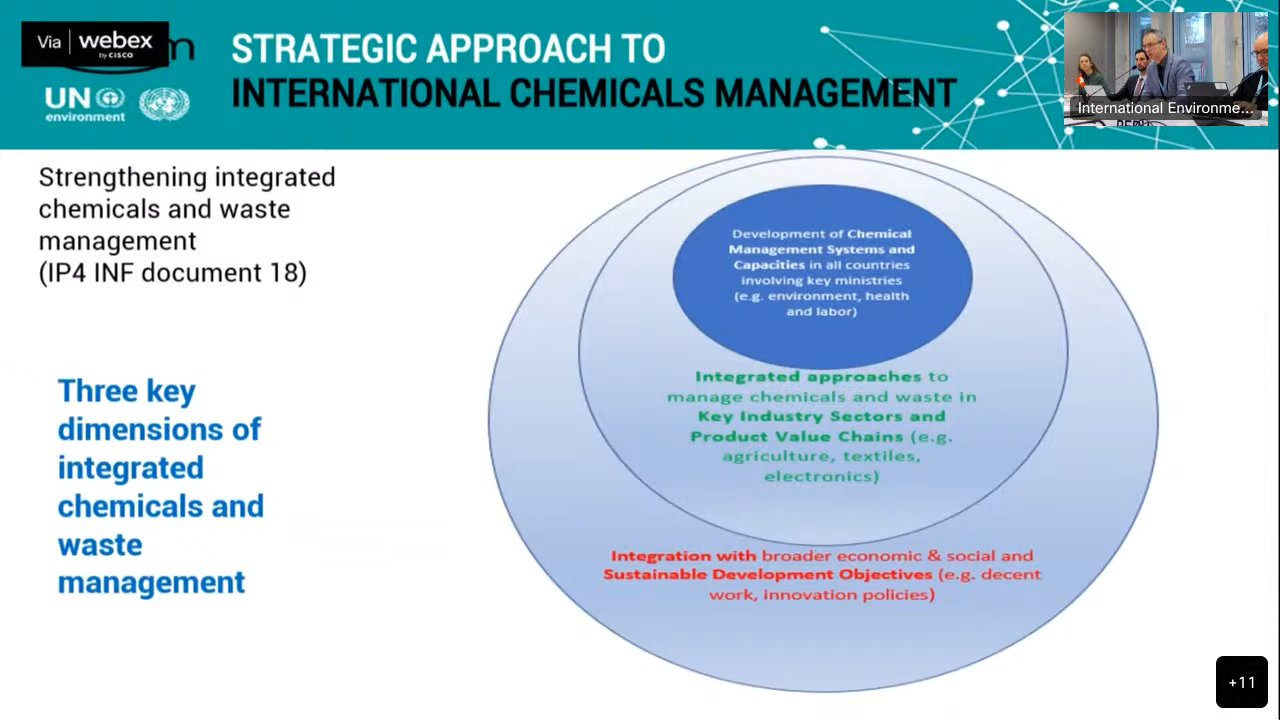 Via webex
by CISCO
m
UN
environment
STRATEGIC APPROACH TO
INTERNATIONAL CHEMICALS MANAGEMENT
International Environme...
Strengthening integrated
chemicals and waste
management
(IP4 INF document 18)
Three key
dimensions of
integrated
chemicals and
waste
management
Development of Chemical
Management Systems and
Capacities in all countries
involving key ministries
(e.g. environment, health
and labor)
Integrated approaches to
manage chemicals and waste in
Key Industry Sectors and
Product Value Chains (e.g.
agriculture, textiles,
electronics)
Integration with broader economic & social and
Sustainable Development Objectives (e.g. decent
work, innovation policies)
+11